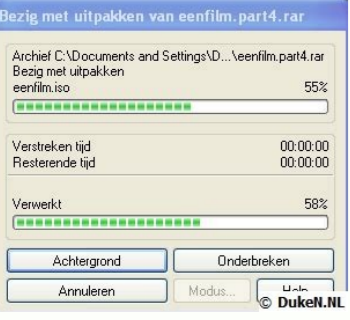 Bezig met uitpakken van eenfilm.part4.rar
Archief C:\Documents and Settings\D...\eenfilm.part4.rar
Bezig met uitpakken
eenfilm.iso 55%
Verstreken tijd 00:00:00
Resterende tijd 00:00:00
Verwerkt 58%
Achtergrond Onderbreken
Annuleren Modus... Help
© DukeN.NL